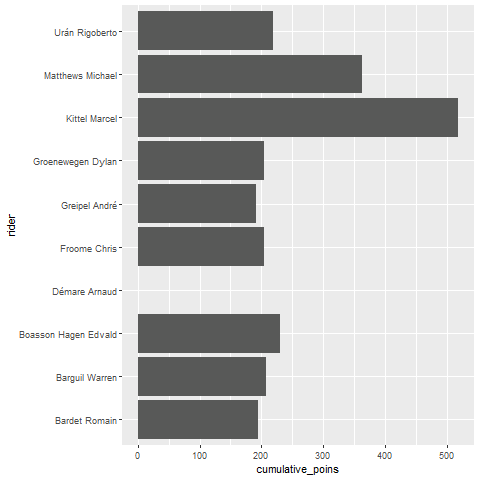 rider
Urán Rigoberto
Matthews Michael
Kittel Marcel
Groenewegen Dylan
Greipel André
Froome Chris
Démare Arnaud
Boasson Hagen Edvald
Barguil Warren
Bardet Romain
0 100 200 300 400 500
cumulative_poins